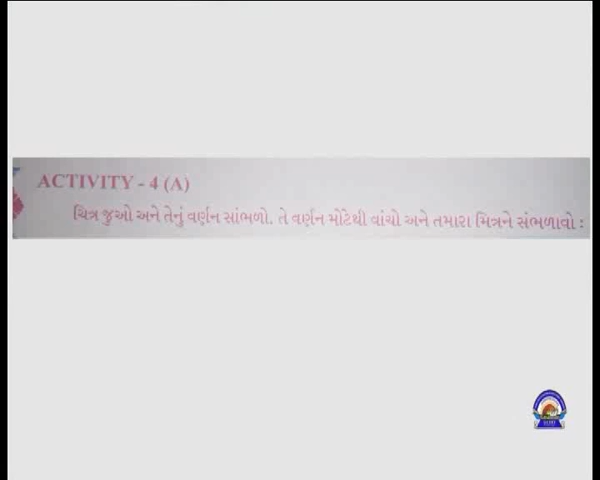 ACTIVITY - 4 (A)
ચિત્ર જુઓ અને તેનું વર્ણન સાંભળો. તે વર્ણન મોટેથી વાંચો અને તમારા મિત્રને સંભળાવો :